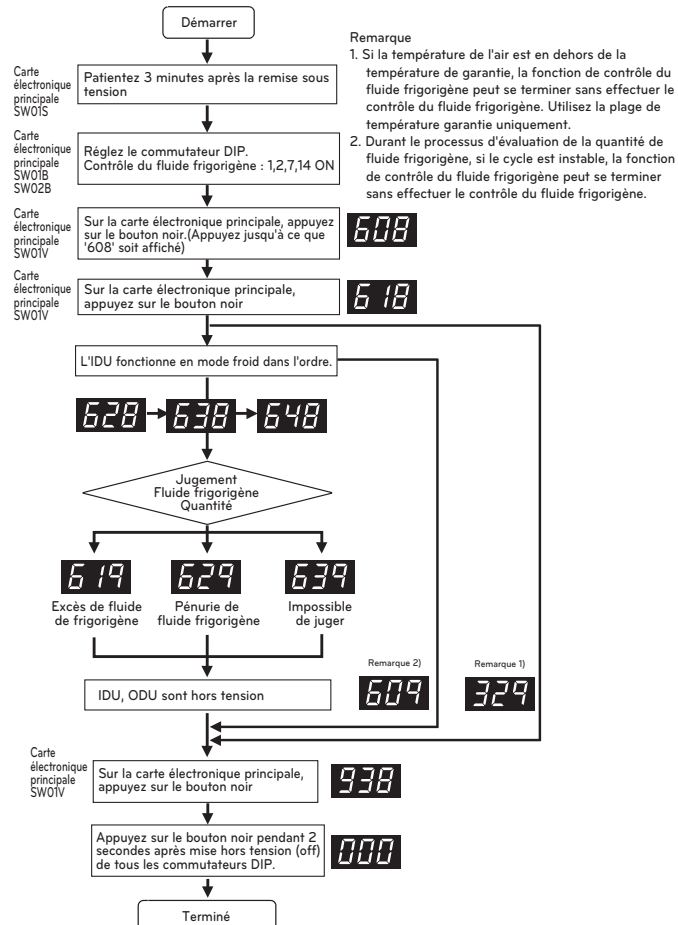 Démarrer
Remarque
1. Si la température de l'air est en dehors de la
température de garantie, la fonction de contrôle du
fluide frigorigène peut se terminer sans effectuer le
contrôle du fluide frigorigène. Utilisez la plage de
température garantie uniquement.
2. Durant le processus d'évaluation de la quantité de
fluide frigorigène, si le cycle est instable, la fonction
de contrôle du fluide frigorigène peut se terminer
sans effectuer le contrôle du fluide frigorigène.
Carte
électronique
principale
SW01S
Patientez 3 minutes après la remise sous
tension
Carte
électronique
principale
SW01B
SW02B
Réglez le commutateur DIP.
Contrôle du fluide frigorigène : 1,2,7,14 ON
Carte
électronique
principale
SW01V
Sur la carte électronique principale, appuyez
sur le bouton noir.(Appuyez jusqu'à ce que
'608' soit affiché)
608
Carte
électronique
principale
SW01V
Sur la carte électronique principale,
appuyez sur le bouton noir
618
L'IDU fonctionne en mode froid dans l'ordre.
628 638 648
Jugement
Fluide frigorigène
Quantité
619 629 639
Excès de fluide
de frigorigène
Pénurie de
fluide frigorigène
Impossible
de juger
Remarque 2)
609
Remarque 1)
329
IDU, ODU sont hors tension
Carte
électronique
principale
SW01V
Sur la carte électronique principale,
appuyez sur le bouton noir
938
Appuyez sur le bouton noir pendant 2
secondes après mise hors tension (off)
de tous les commutateurs DIP.
000
Terminé